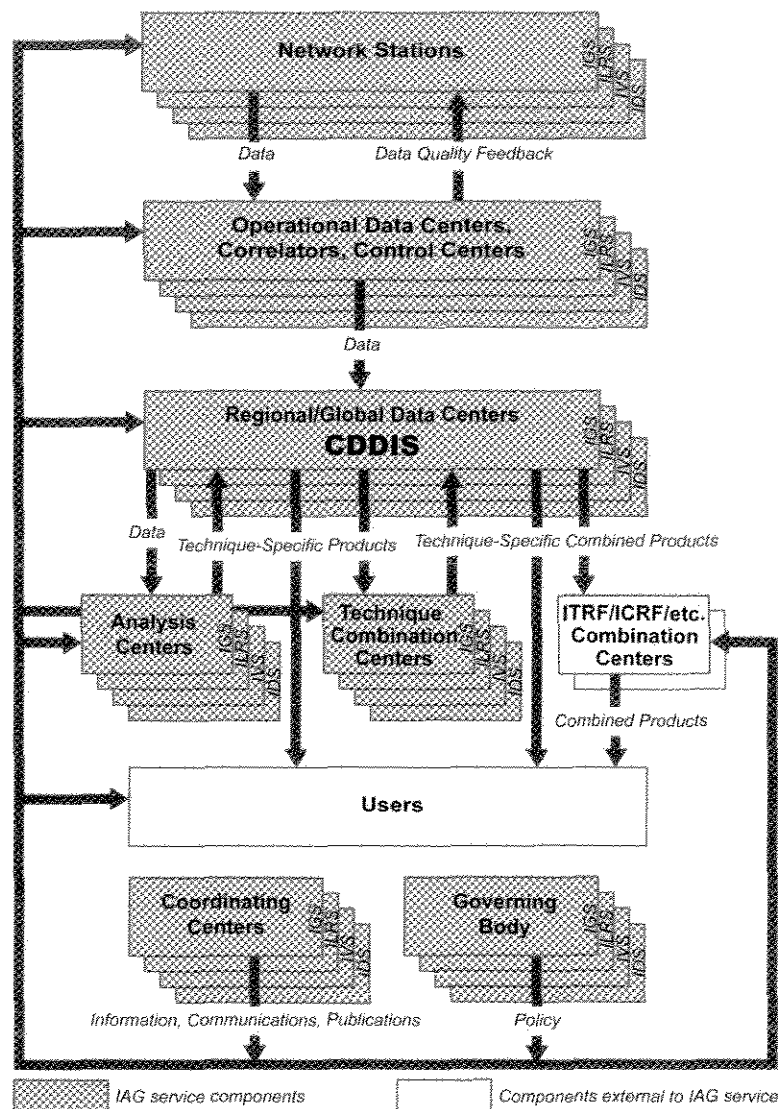 Network Stations
IGS
ILRS
IVS
IDS
Data
Data Quality Feedback
Operational Data Centers,
Correlators, Control Centers
IGS
ILRS
IVS
IDS
Data
Regional/Global Data Centers
CDDIS
IGS
ILRS
IVS
IDS
Data
Technique-Specific Products
Technique-Specific Combined Products
Analysis
Centers
IGS
ILRS
IVS
IDS
Technique
Combination
Centers
IGS
ILRS
IVS
IDS
ITRF/ICRF/etc.
Combination
Centers
Combined Products
Users
Coordinating
Centers
IGS
ILRS
IVS
IDS
Governing
Body
IGS
ILRS
IVS
IDS
Information, Communications, Publications
Policy
IAG service components
Components external to IAG service